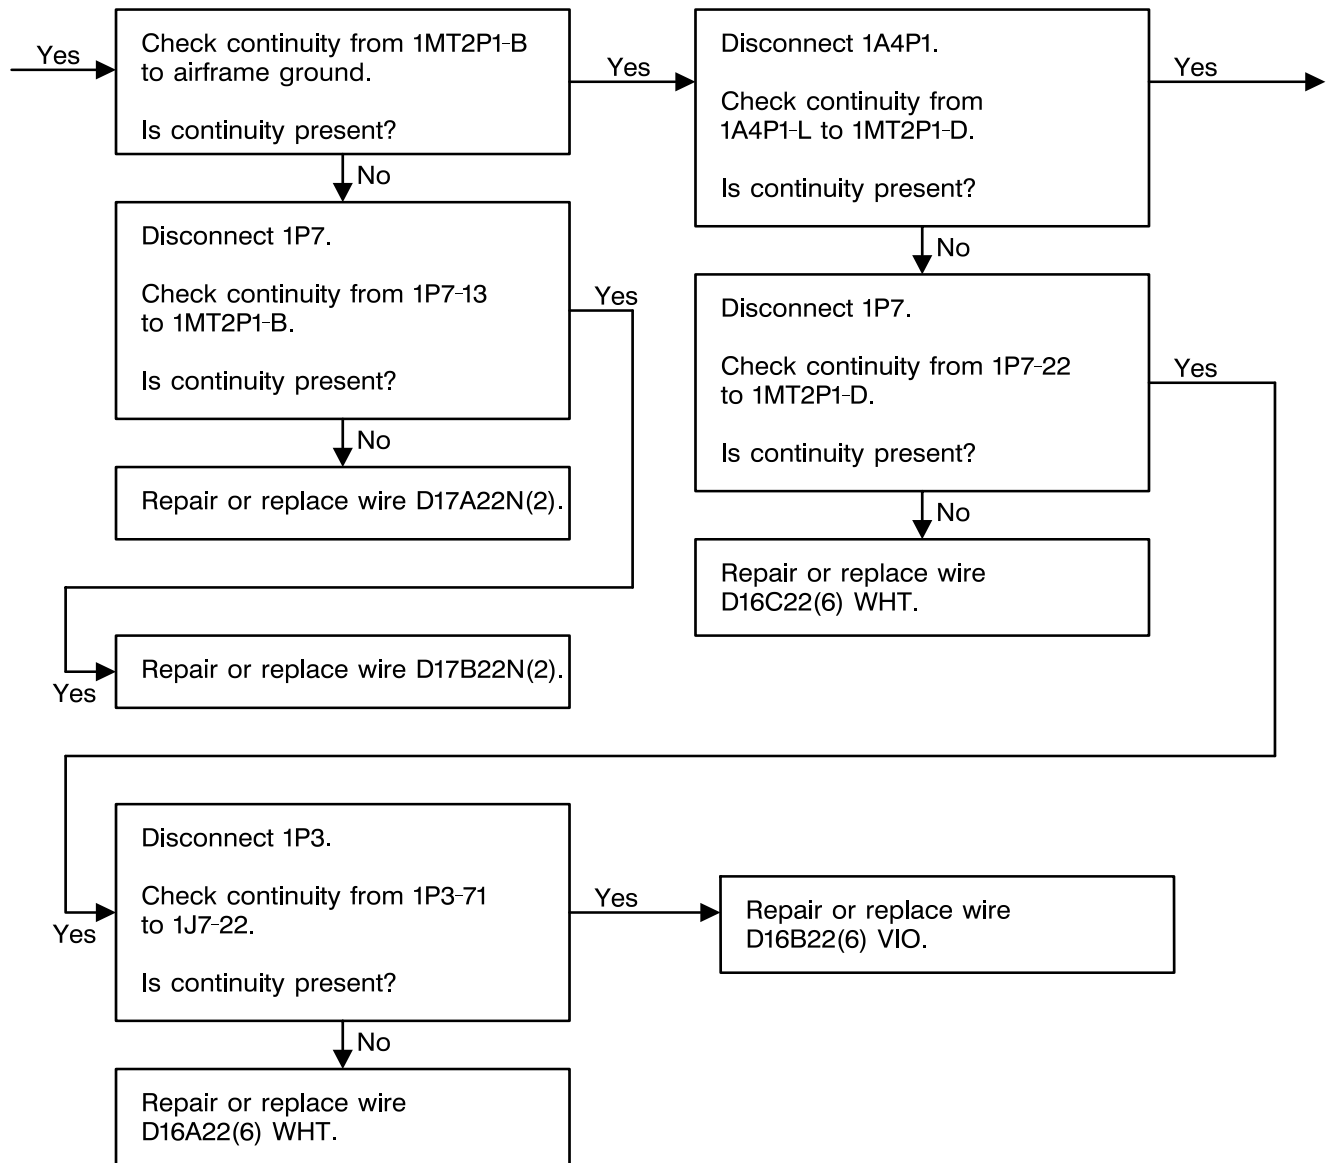 Yes
Check continuity from 1MT2P1-B
to airframe ground.
Is continuity present?
Yes
No
Disconnect 1A4P1.
Check continuity from
1A4P1-L to 1MT2P1-D.
Is continuity present?
Yes
No
Disconnect 1P7.
Check continuity from 1P7-13
to 1MT2P1-B.
Is continuity present?
Yes
No
Repair or replace wire D17A22N(2).
Yes
Repair or replace wire D17B22N(2).
Disconnect 1P7.
Check continuity from 1P7-22
to 1MT2P1-D.
Is continuity present?
Yes
No
Repair or replace wire
D16C22(6) WHT.
Yes
Disconnect 1P3.
Check continuity from 1P3-71
to 1J7-22.
Is continuity present?
Yes
No
Repair or replace wire
D16B22(6) VIO.
Repair or replace wire
D16A22(6) WHT.